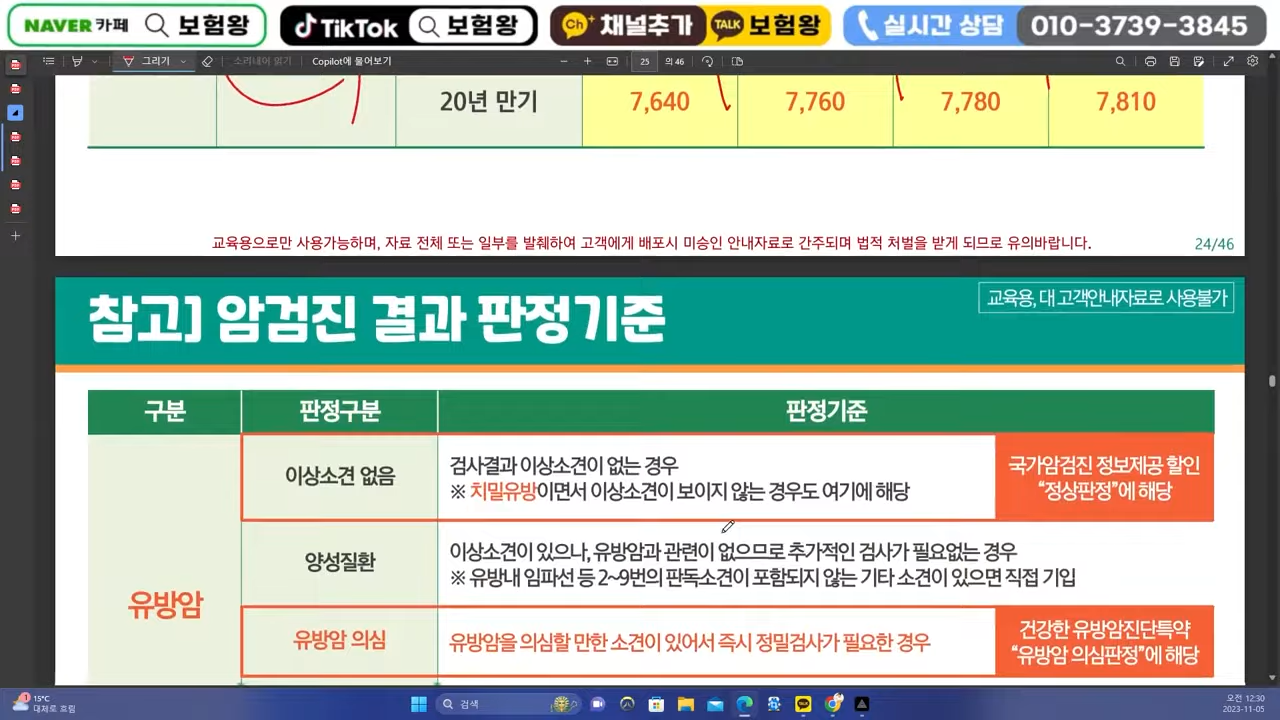 NAVER 카페 보험왕 TikTok 보험왕 Ch+ 채널추가 TALK 보험왕 실시간 상담 010-3739-3845
그리기 소리내어 읽기 Copilot에 물어보기 25 의 46
20년 만기 7,640 7,760 7,780 7,810
교육용으로만 사용가능하며, 자료 전체 또는 일부를 발췌하여 고객에게 배포시 미승인 안내자료로 간주되며 법적 처벌을 받게 되므로 유의바랍니다.
24/46
참고] 암검진 결과 판정기준
교육용, 대 고객안내자료로 사용불가
구분 판정구분 판정기준
유방암
이상소견 없음
검사결과 이상소견이 없는 경우
※ 치밀유방이면서 이상소견이 보이지 않는 경우도 여기에 해당
국가암검진 정보제공 할인
“정상판정”에 해당
양성질환
이상소견이 있으나, 유방암과 관련이 없으므로 추가적인 검사가 필요없는 경우
※ 유방내 임파선 등 2~9번의 판독소견이 포함되지 않는 기타 소견이 있으면 직접 기입
유방암 의심
유방암을 의심할 만한 소견이 있어서 즉시 정밀검사가 필요한 경우
건강한 유방암진단특약
“유방암 의심판정”에 해당
1
15°C
대체로 흐림
검색
TALK
오전 12:30
2023-11-05